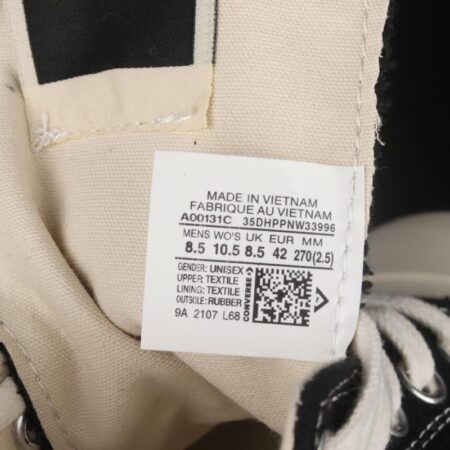 MADE IN VIETNAM
FABRIQUE AU VIETNAM
A00131C 35DHPPNW33996
MENS WO'S UK EUR MM
8.5 10.5 8.5 42 270(2.5)
GENDER: UNISEX
UPPER: TEXTILE
LINING: TEXTILE
OUTSOLE: RUBBER
CONVERSE
9A 2107 L68